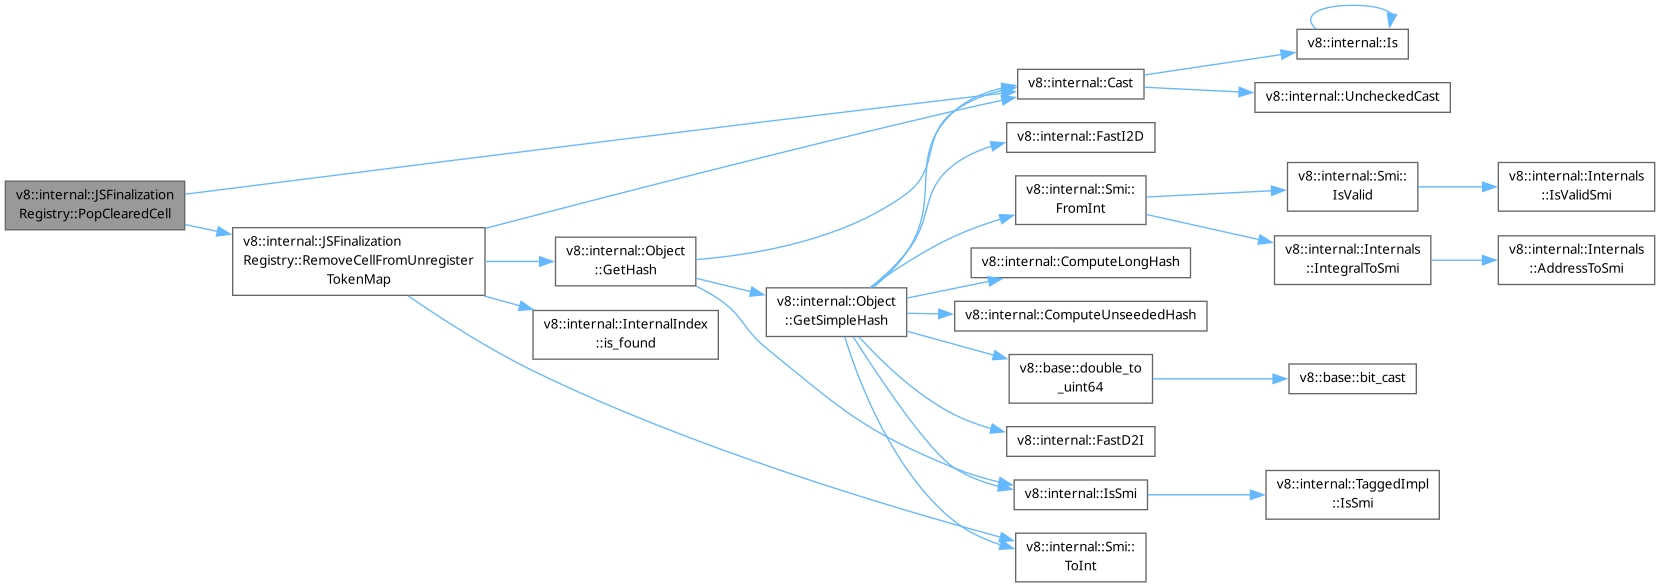 v8::internal::JSFinalization
Registry::PopClearedCell
v8::internal::JSFinalization
Registry::RemoveCellFromUnregister
TokenMap
v8::internal::Object
::GetHash
v8::internal::InternalIndex
::is_found
v8::internal::Object
::GetSimpleHash
v8::internal::Cast
v8::internal::FastI2D
v8::internal::Smi::
FromInt
v8::internal::ComputeLongHash
v8::internal::ComputeUnseededHash
v8::base::double_to
_uint64
v8::internal::FastD2I
v8::internal::IsSmi
v8::internal::Smi::
ToInt
v8::internal::Is
v8::internal::UncheckedCast
v8::internal::Smi::
IsValid
v8::internal::Internals
::IntegralToSmi
v8::base::bit_cast
v8::internal::TaggedImpl
::IsSmi
v8::internal::Internals
::IsValidSmi
v8::internal::Internals
::AddressToSmi